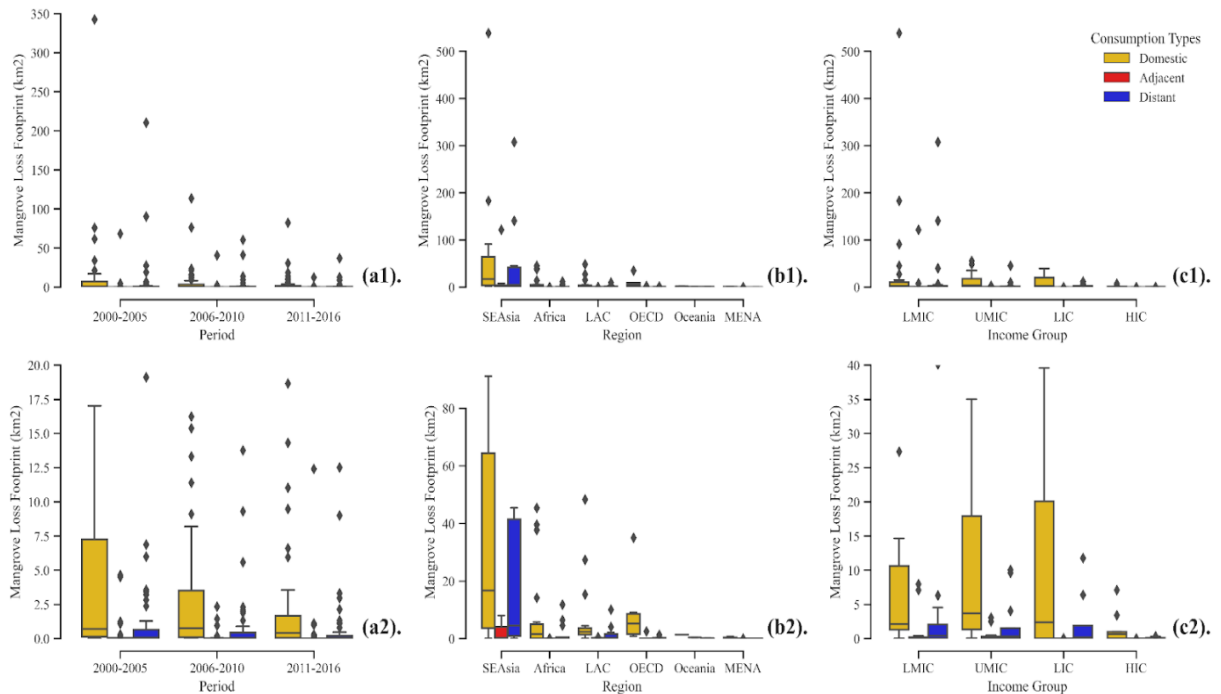 350
300
250
200
150
100
50
0
Mangrove Loss Footprint (km2)
2000-2005 2006-2010 2011-2016
Period
(a1).
500
400
300
200
100
0
Mangrove Loss Footprint (km2)
SEAsia Africa LAC OECD Oceania MENA
Region
(b1).
500
400
300
200
100
0
Mangrove Loss Footprint (km2)
LMIC UMIC LIC HIC
Income Group
(c1).
Consumption Types
Domestic
Adjacent
Distant
20.0
17.5
15.0
12.5
10.0
7.5
5.0
2.5
0.0
Mangrove Loss Footprint (km2)
2000-2005 2006-2010 2011-2016
Period
(a2).
80
60
40
20
0
Mangrove Loss Footprint (km2)
SEAsia Africa LAC OECD Oceania MENA
Region
(b2).
40
35
30
25
20
15
10
5
0
Mangrove Loss Footprint (km2)
LMIC UMIC LIC HIC
Income Group
(c2).